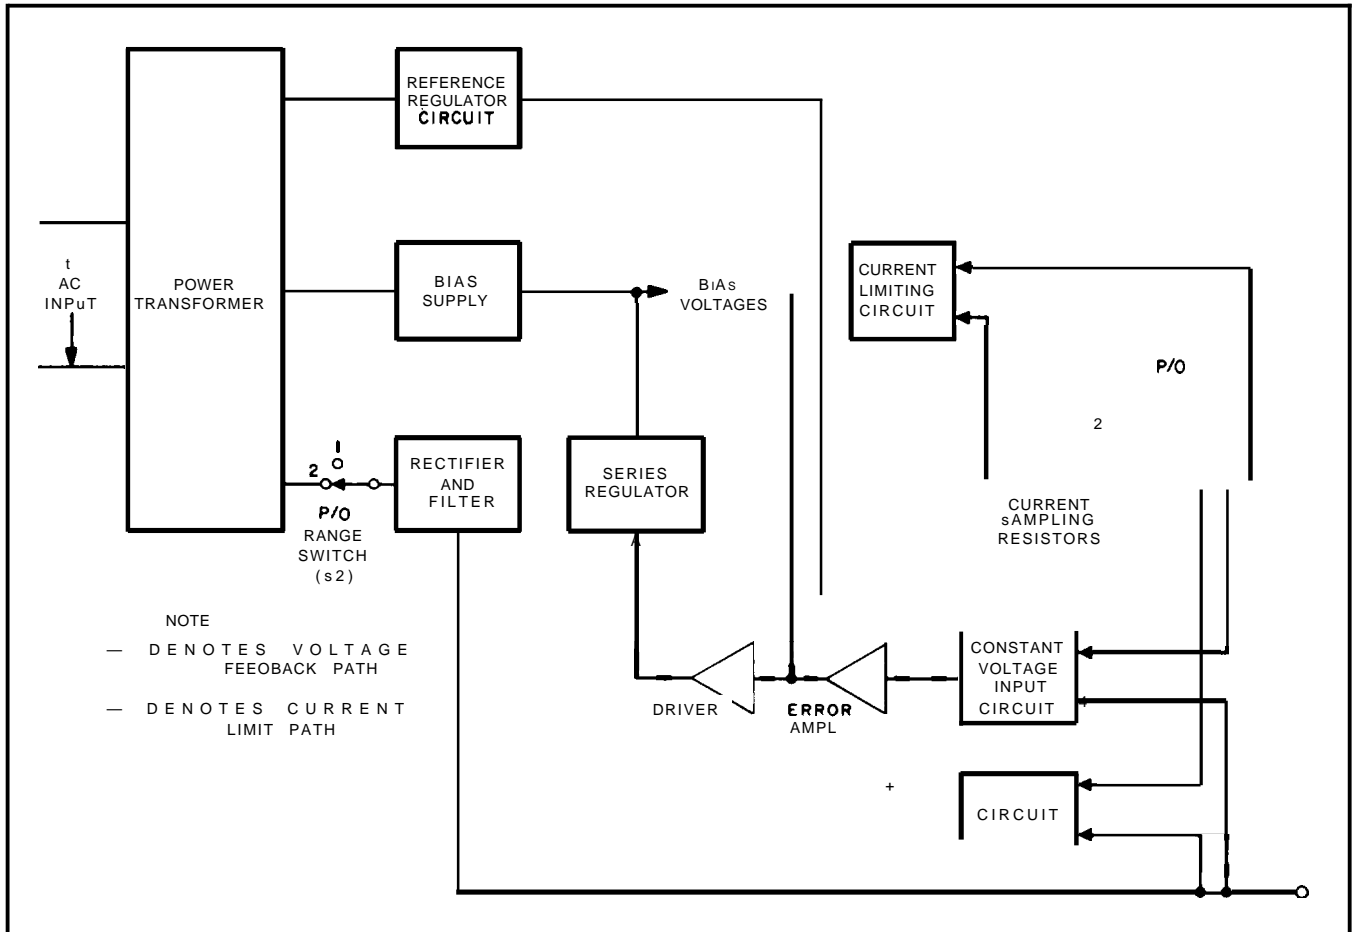 REFERENCE
REGULATOR
CIRCUIT
t
AC
INPuT
POWER
TRANSFORMER
BIAS
SUPPLY
BIAs
VOLTAGES
CURRENT
LIMITING
CIRCUIT
P/O
2
1
2
P/O
RANGE
SWITCH
(s2)
RECTIFIER
AND
FILTER
SERIES
REGULATOR
CURRENT
sAMPLING
RESISTORS
NOTE
— DENOTES VOLTAGE
FEEOBACK PATH
— DENOTES CURRENT
LIMIT PATH
DRIVER
ERROR
AMPL
CONSTANT
VOLTAGE
INPUT
CIRCUIT
+
CIRCUIT